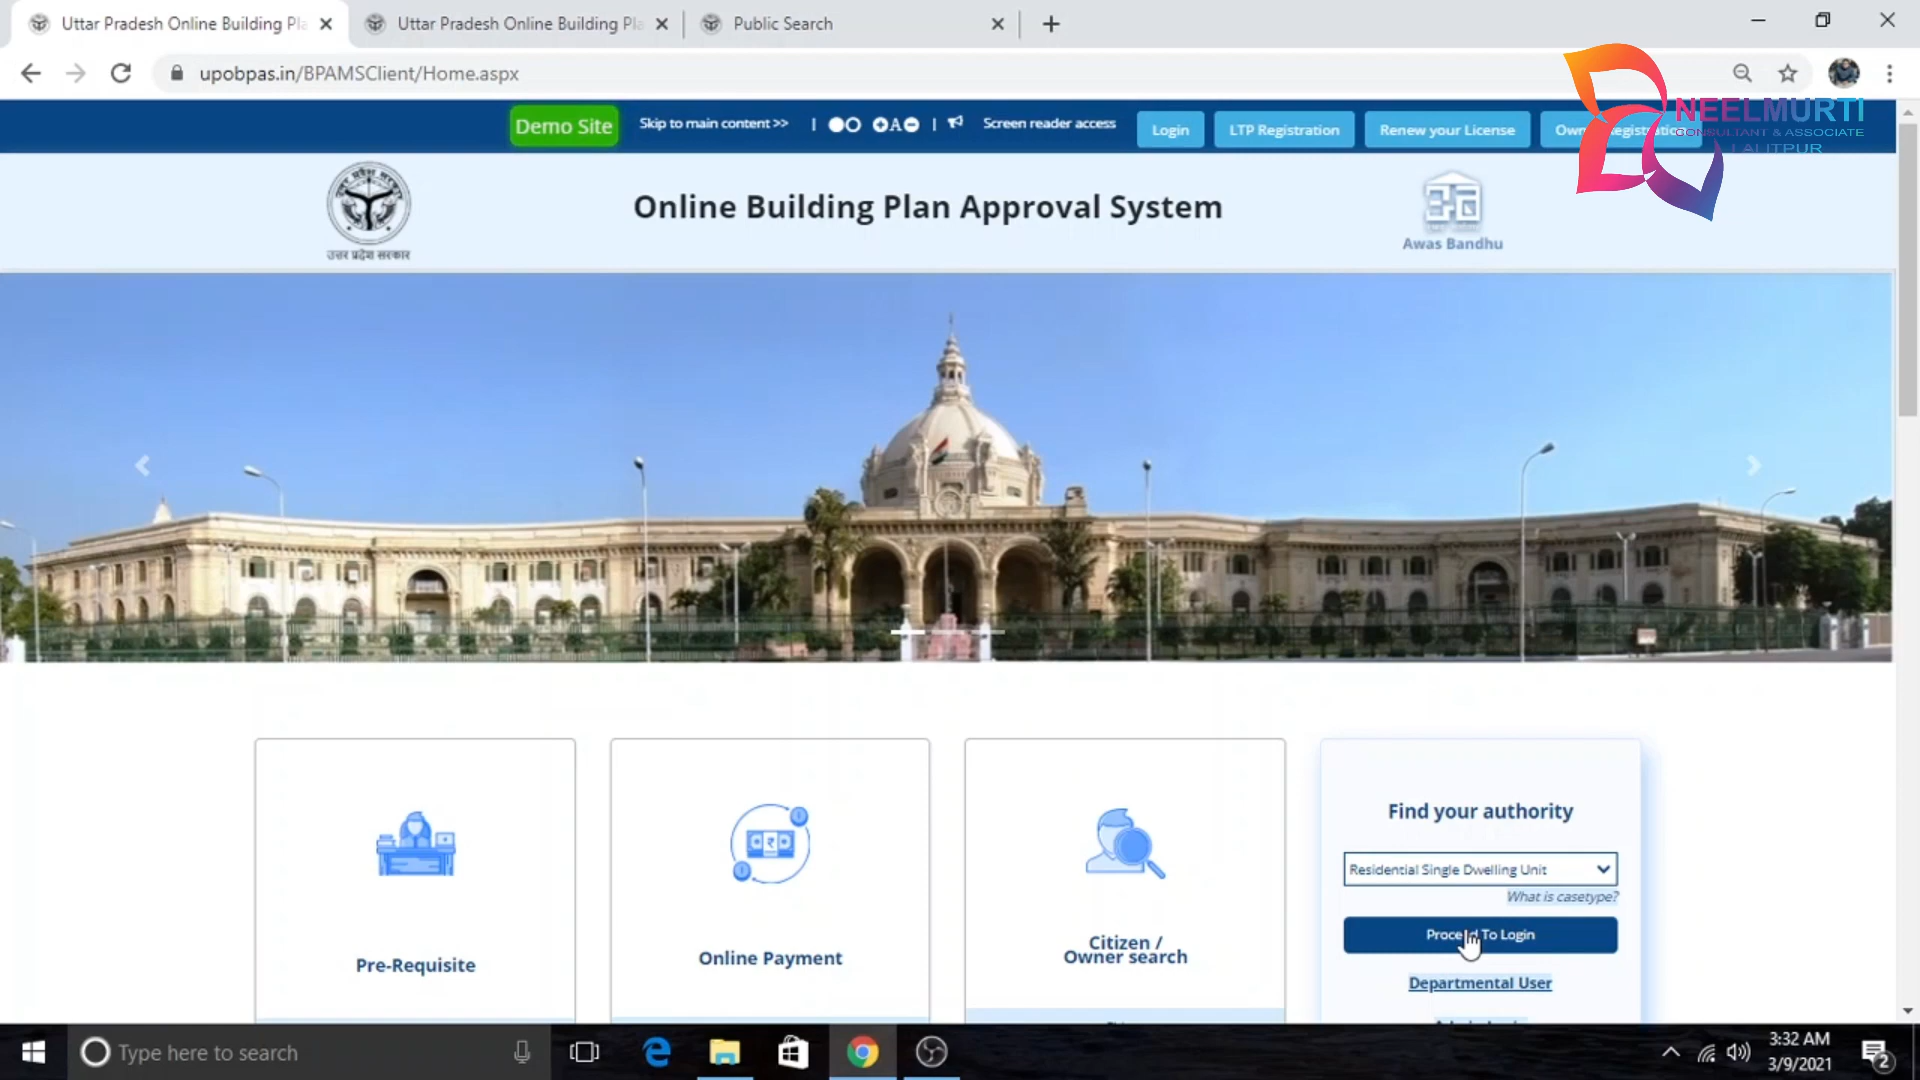 Uttar Pradesh Online Building Pla
Uttar Pradesh Online Building Pla
Public Search
upobpas.in/BPAMSClient/Home.aspx
NEELMURTI
CONSULTANT & ASSOCIATE
LALITPUR
Demo Site
Skip to main content >>
A
Screen reader access
Login
LTP Registration
Renew your License
उत्तर प्रदेश सरकार
Online Building Plan Approval System
Awas Bandhu
Pre-Requisite
Online Payment
Citizen /
Owner search
Find your authority
Residential Single Dwelling Unit
What is casetype?
Proceed To Login
Departmental User
Type here to search
3:32 AM
3/9/2021
2